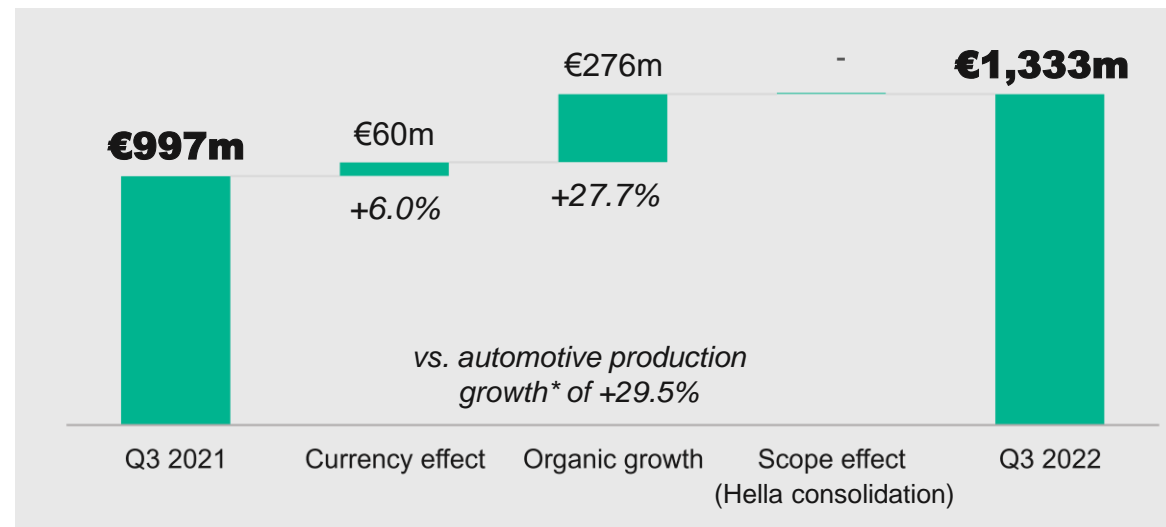 €997m
€60m
+6.0%
€276m
+27.7%
-
€1,333m
vs. automotive production
growth* of +29.5%
Q3 2021
Currency effect
Organic growth
Scope effect
(Hella consolidation)
Q3 2022